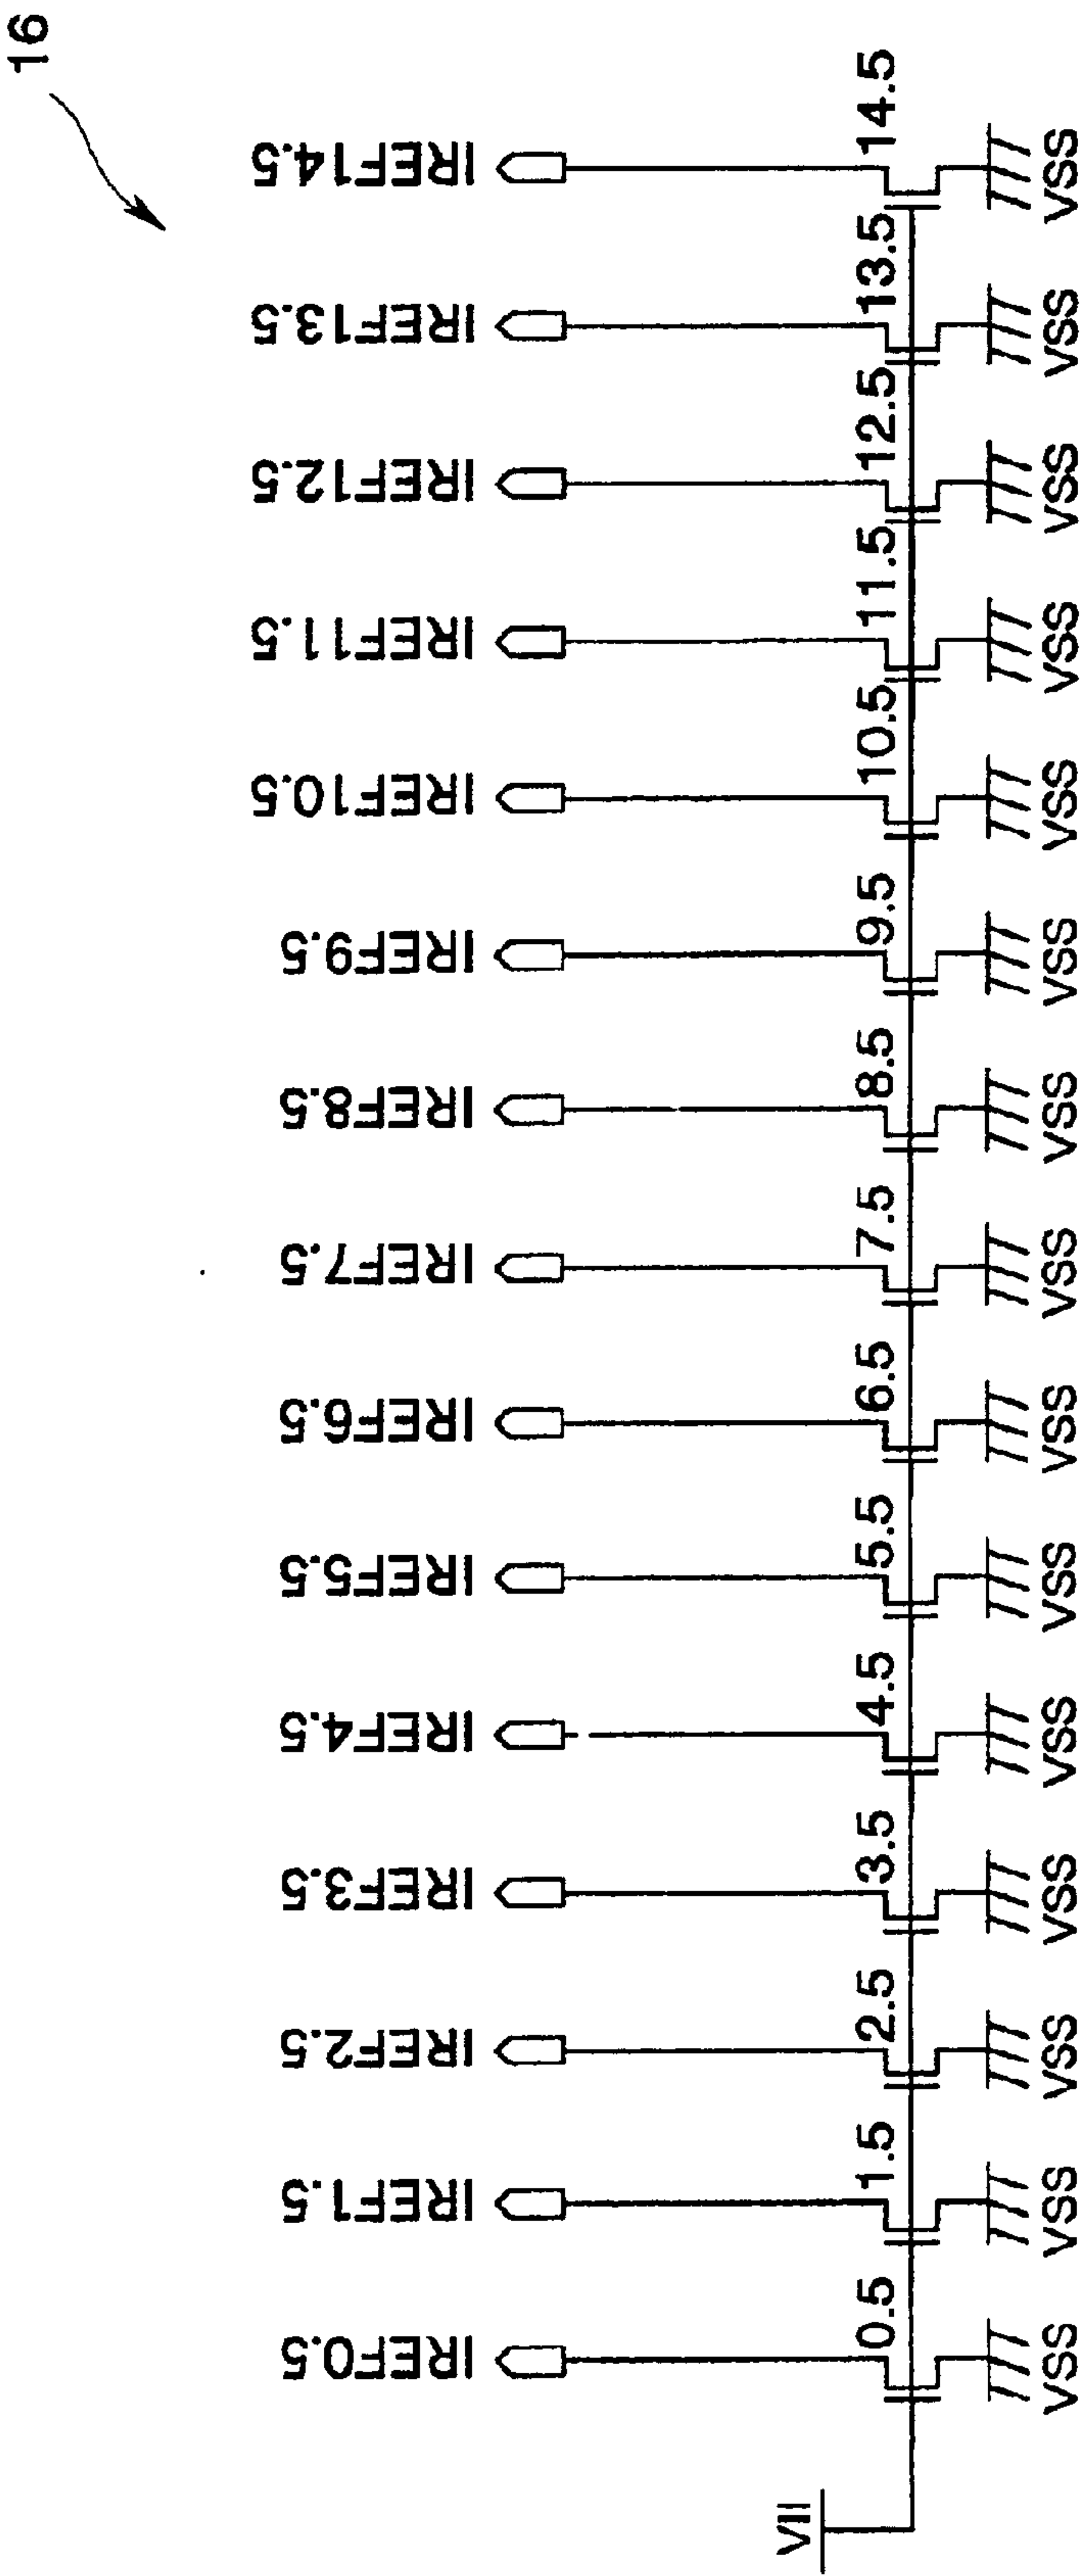 16
IREF0.5 IREF1.5 IREF2.5 IREF3.5 IREF4.5 IREF5.5 IREF6.5 IREF7.5 IREF8.5 IREF9.5 IREF10.5 IREF11.5 IREF12.5 IREF13.5 IREF14.5
VII
0.5 1.5 2.5 3.5 4.5 5.5 6.5 7.5 8.5 9.5 10.5 11.5 12.5 13.5 14.5
VSS VSS VSS VSS VSS VSS VSS VSS VSS VSS VSS VSS VSS VSS VSS